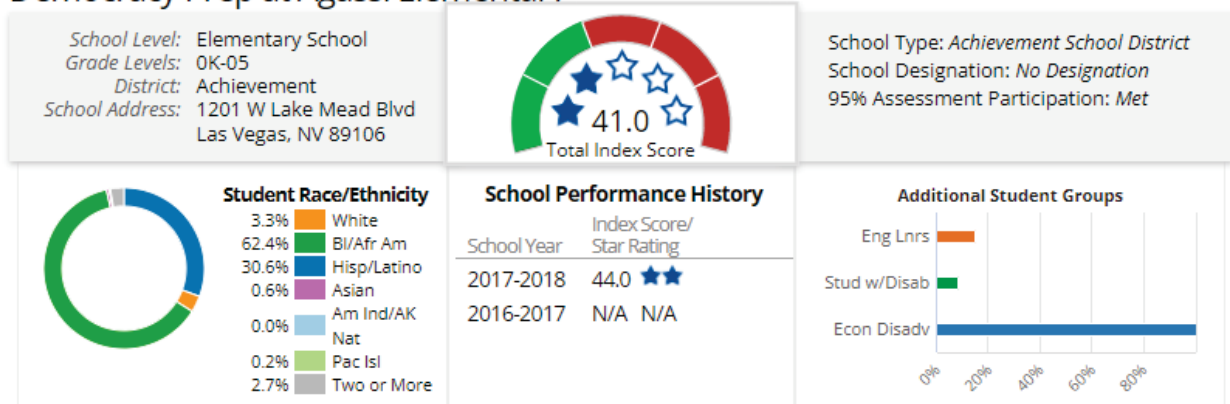 Democracy Prep at Agassi Elementary
School Level: Elementary School
Grade Levels: 0K-05
District: Achievement
School Address: 1201 W Lake Mead Blvd
Las Vegas, NV 89106
41.0
Total Index Score
School Type: Achievement School District
School Designation: No Designation
95% Assessment Participation: Met
Student Race/Ethnicity
3.3% White
62.4% Bl/Afr Am
30.6% Hisp/Latino
0.6% Asian
0.0% Am Ind/AK
Nat
0.2% Pac Isl
2.7% Two or More
School Performance History
Index Score/
School Year Star Rating
2017-2018 44.0
2016-2017 N/A N/A
Additional Student Groups
Eng Lnrs
Stud w/Disab
Econ Disadv
0% 20% 40% 60% 80%